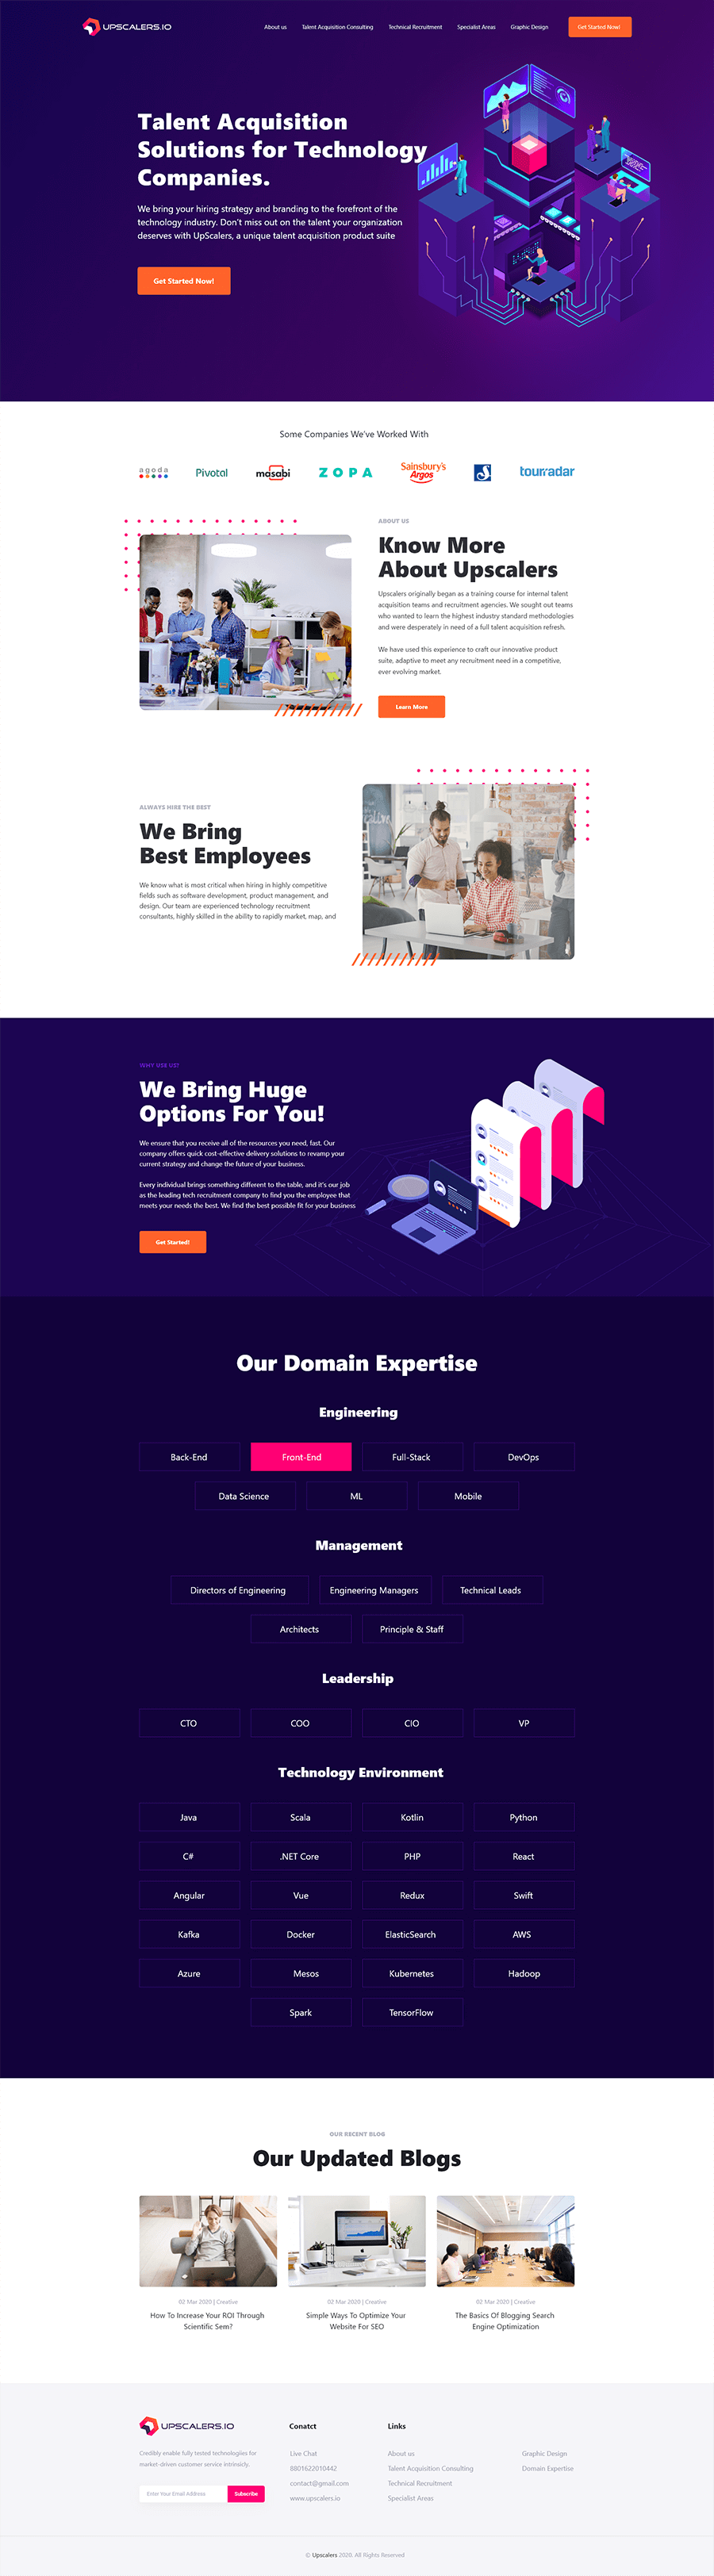 UPSCALERS.IO
About us Talent Acquisition Consulting Technical Recruitment Specialist Areas Graphic Design Get Started Now!
Talent Acquisition
Solutions for Technology
Companies.
We bring your hiring strategy and branding to the forefront of the
technology industry. Don't miss out on the talent your organization
deserves with UpScalers, a unique talent acquisition product suite
Get Started Now!
Some Companies We've Worked With
agoda Pivotal masabi ZOPA Sainsbury's Argos tourradar
ABOUT US
Know More
About Upscalers
Upscalers originally began as a training course for internal talent
acquisition teams and recruitment agencies. We sought out teams
who wanted to learn the highest industry standard methodologies
and were desperately in need of a full talent acquisition refresh.
We have used this experience to craft our innovative product
suite, adaptive to meet any recruitment need in a competitive,
ever evolving market.
Learn More
ALWAYS HIRE THE BEST
We Bring
Best Employees
We know what is most critical when hiring in highly competitive
fields such as software development, product management, and
design. Our team are experienced technology recruitment
consultants, highly skilled in the ability to rapidly market, map, and
WHY USE US?
We Bring Huge
Options For You!
We ensure that you receive all of the resources you need, fast. Our
company offers quick cost-effective delivery solutions to revamp your
current strategy and change the future of your business.
Every individual brings something different to the table, and it's our job
as the leading tech recruitment company to find you the employee that
meets your needs the best. We find the best possible fit for your business
Get Started!
Our Domain Expertise
Engineering
Back-End Front-End Full-Stack DevOps
Data Science ML Mobile
Management
Directors of Engineering Engineering Managers Technical Leads
Architects Principle & Staff
Leadership
CTO COO CIO VP
Technology Environment
Java Scala Kotlin Python
C# .NET Core PHP React
Angular Vue Redux Swift
Kafka Docker ElasticSearch AWS
Azure Mesos Kubernetes Hadoop
Spark TensorFlow
OUR RECENT BLOG
Our Updated Blogs
02 Mar 2020 | Creative
How To Increase Your ROI Through
Scientific Sem?
02 Mar 2020 | Creative
Simple Ways To Optimize Your
Website For SEO
02 Mar 2020 | Creative
The Basics Of Blogging Search
Engine Optimization
UPSCALERS.IO
Credibly enable fully tested technologiies for
market-driven customer service intrinsicly.
Enter Your Email Address Subscribe
Conatct
Live Chat
8801622010442
contact@gmail.com
www.upscalers.io
Links
About us
Talent Acquisition Consulting
Technical Recruitment
Specialist Areas
Graphic Design
Domain Expertise
© Upscalers 2020. All Rights Reserved